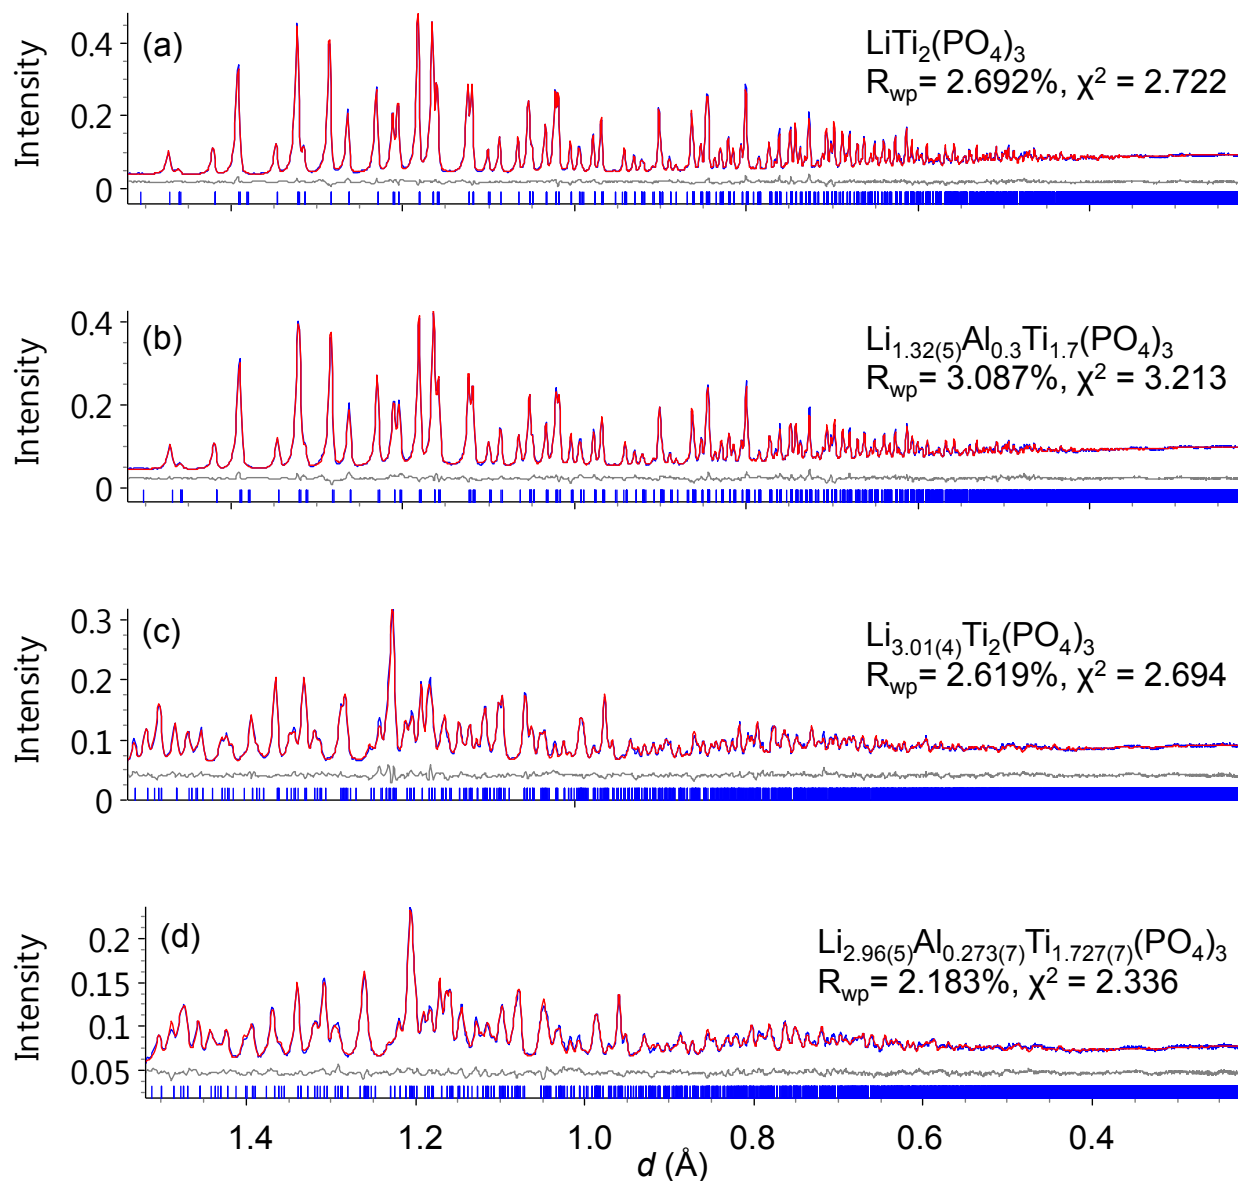 (a)
LiTi₂(PO₄)₃
R_wp= 2.692%, χ² = 2.722
Intensity
0.4
0.2
0
(b)
Li₁.₃₂₍₅₎Al₀.₃Ti₁.₇(PO₄)₃
R_wp= 3.087%, χ² = 3.213
Intensity
0.4
0.2
0
(c)
Li₃.₀₁₍₄₎Ti₂(PO₄)₃
R_wp= 2.619%, χ² = 2.694
Intensity
0.3
0.2
0.1
0
(d)
Li₂.₉₆₍₅₎Al₀.₂₇₃₍₇₎Ti₁.₇₂₇₍₇₎(PO₄)₃
R_wp= 2.183%, χ² = 2.336
Intensity
0.2
0.15
0.1
0.05
1.4 1.2 1.0 0.8 0.6 0.4
d (Å)